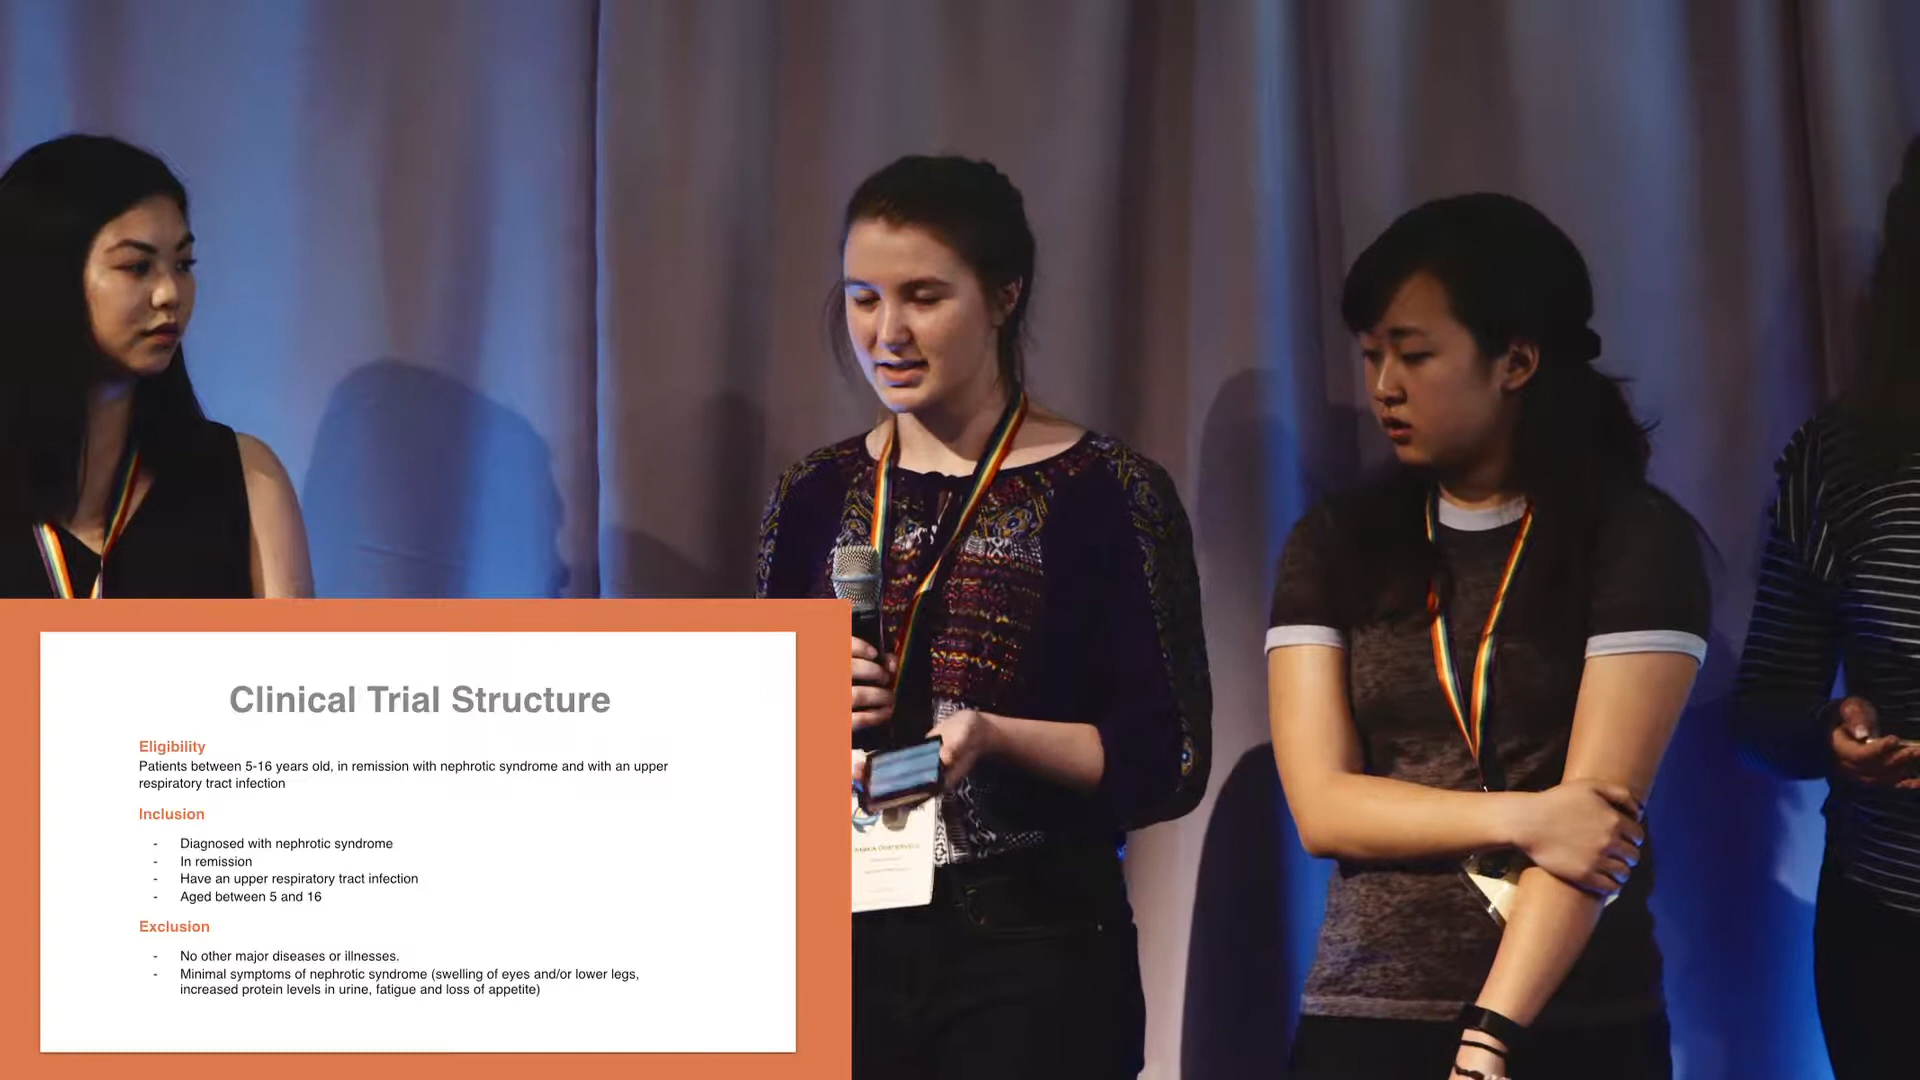 Clinical Trial Structure
Eligibility
Patients between 5-16 years old, in remission with nephrotic syndrome and with an upper
respiratory tract infection
Inclusion
- Diagnosed with nephrotic syndrome
- In remission
- Have an upper respiratory tract infection
- Aged between 5 and 16
Exclusion
- No other major diseases or illnesses.
- Minimal symptoms of nephrotic syndrome (swelling of eyes and/or lower legs,
increased protein levels in urine, fatigue and loss of appetite)